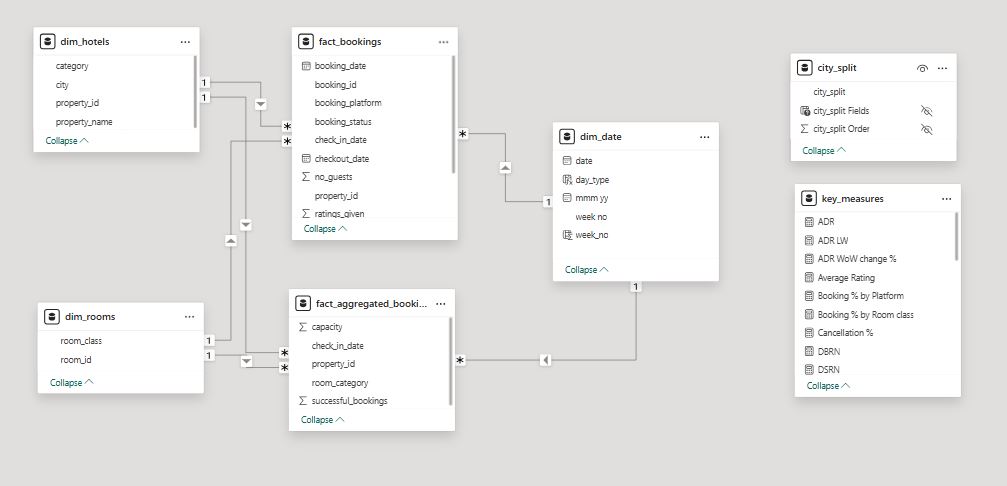 dim_hotels
category
city
property_id
property_name
Collapse
1
1
fact_bookings
booking_date
booking_id
booking_platform
booking_status
check_in_date
checkout_date
no_guests
property_id
ratings_given
Collapse
*
*
*
dim_date
date
day_type
mmm yy
week no
week_no
Collapse
1
1
city_split
city_split
city_split Fields
city_split Order
Collapse
key_measures
ADR
ADR LW
ADR WoW change %
Average Rating
Booking % by Platform
Booking % by Room class
Cancellation %
DBRN
DSRN
Collapse
dim_rooms
room_class
room_id
Collapse
1
1
fact_aggregated_booki...
capacity
check_in_date
property_id
room_category
successful_bookings
Collapse
*
*
*